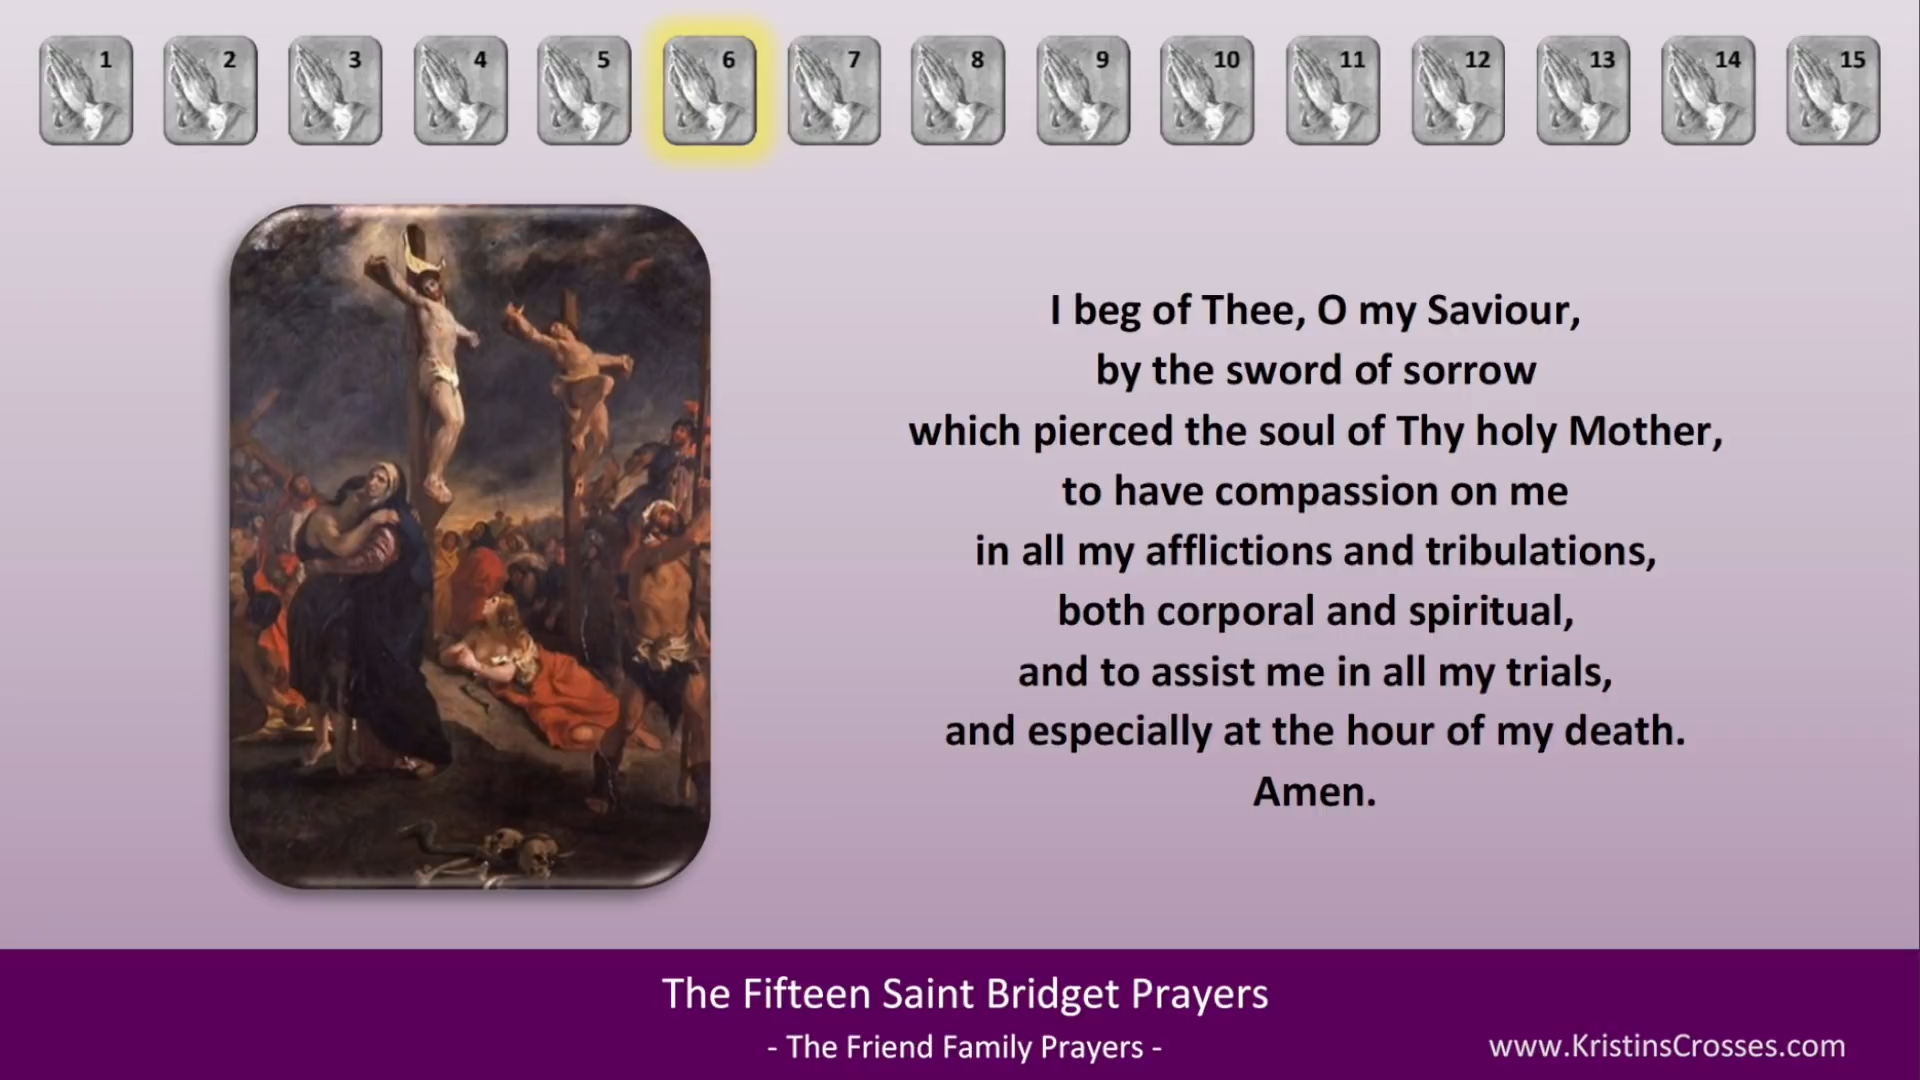 1 2 3 4 5 6 7 8 9 10 11 12 13 14 15
I beg of Thee, O my Saviour,
by the sword of sorrow
which pierced the soul of Thy holy Mother,
to have compassion on me
in all my afflictions and tribulations,
both corporal and spiritual,
and to assist me in all my trials,
and especially at the hour of my death.
Amen.
The Fifteen Saint Bridget Prayers
- The Friend Family Prayers -
www.KristinsCrosses.com